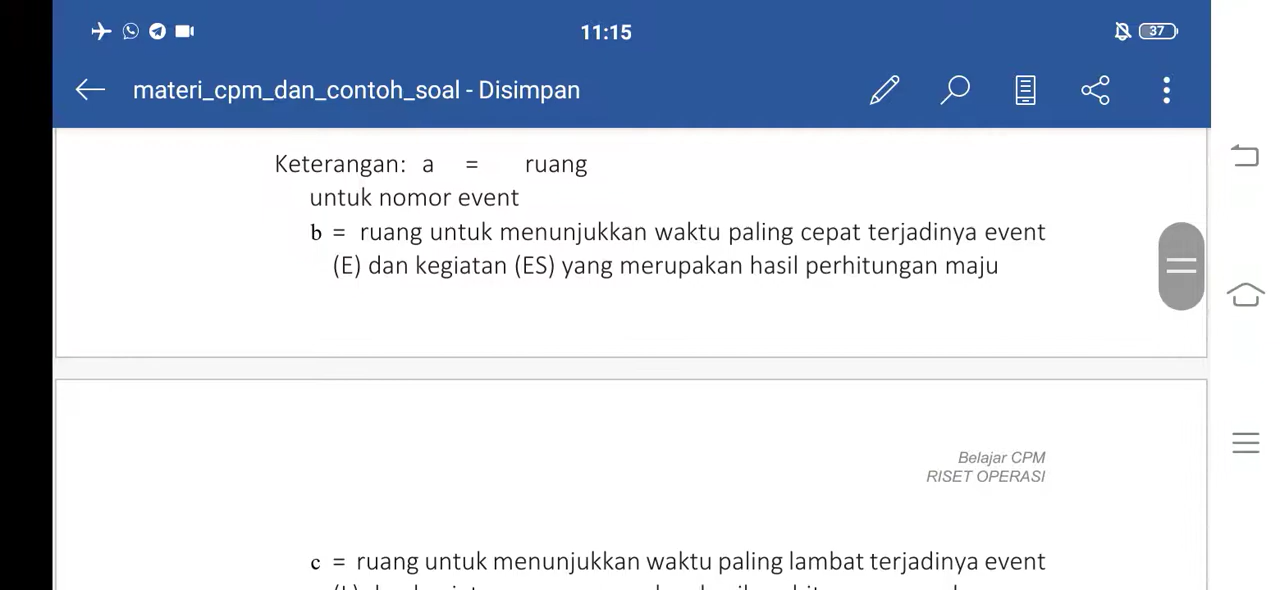 11:15
37
materi_cpm_dan_contoh_soal - Disimpan
Keterangan: a = ruang
untuk nomor event
b = ruang untuk menunjukkan waktu paling cepat terjadinya event
(E) dan kegiatan (ES) yang merupakan hasil perhitungan maju
Belajar CPM
RISET OPERASI
c = ruang untuk menunjukkan waktu paling lambat terjadinya event